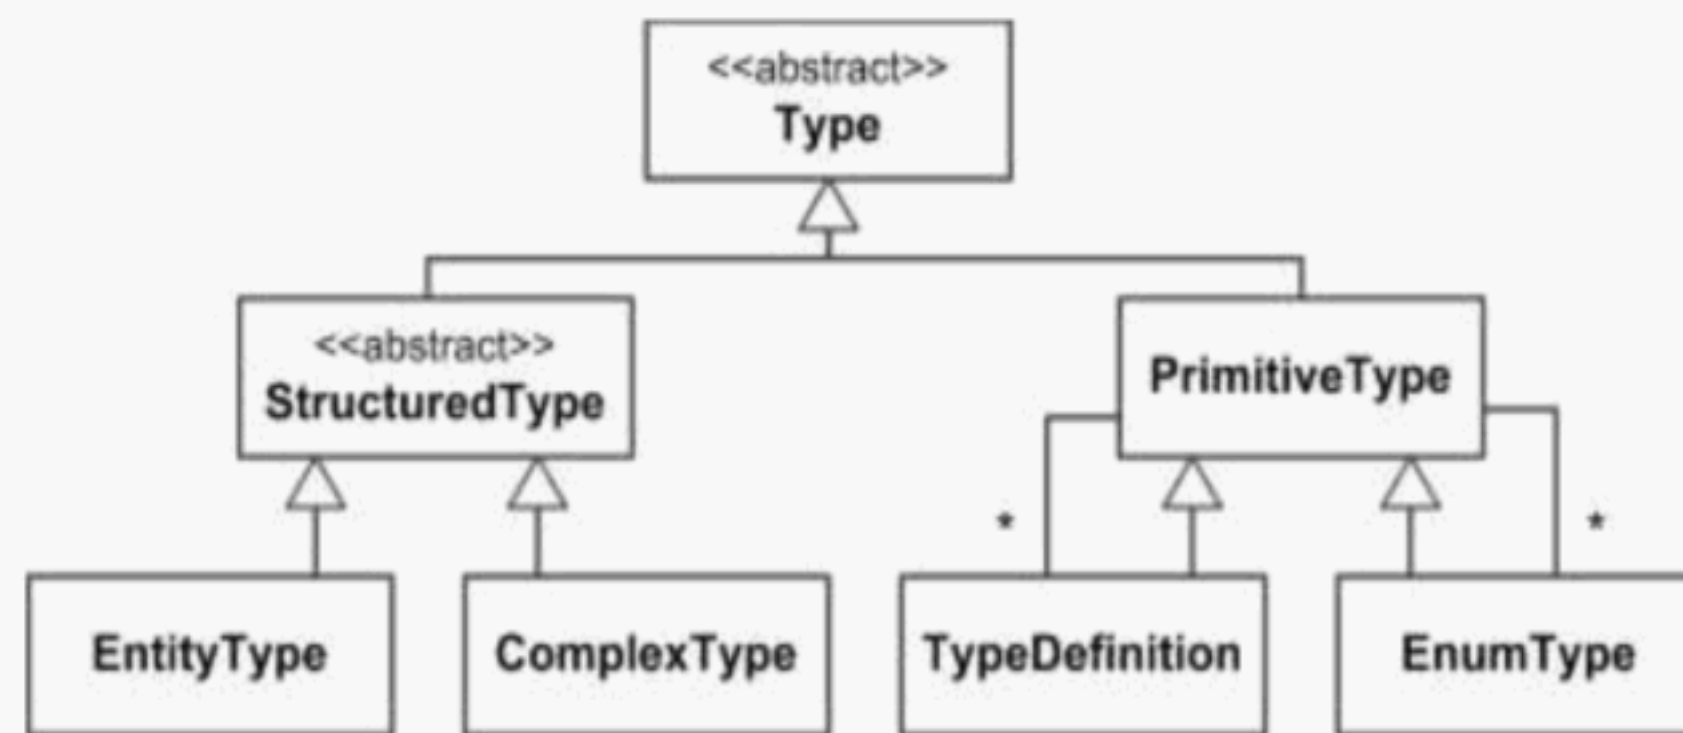 <<abstract>>
Type
<<abstract>>
StructuredType
PrimitiveType
*
*
EntityType
ComplexType
TypeDefinition
EnumType